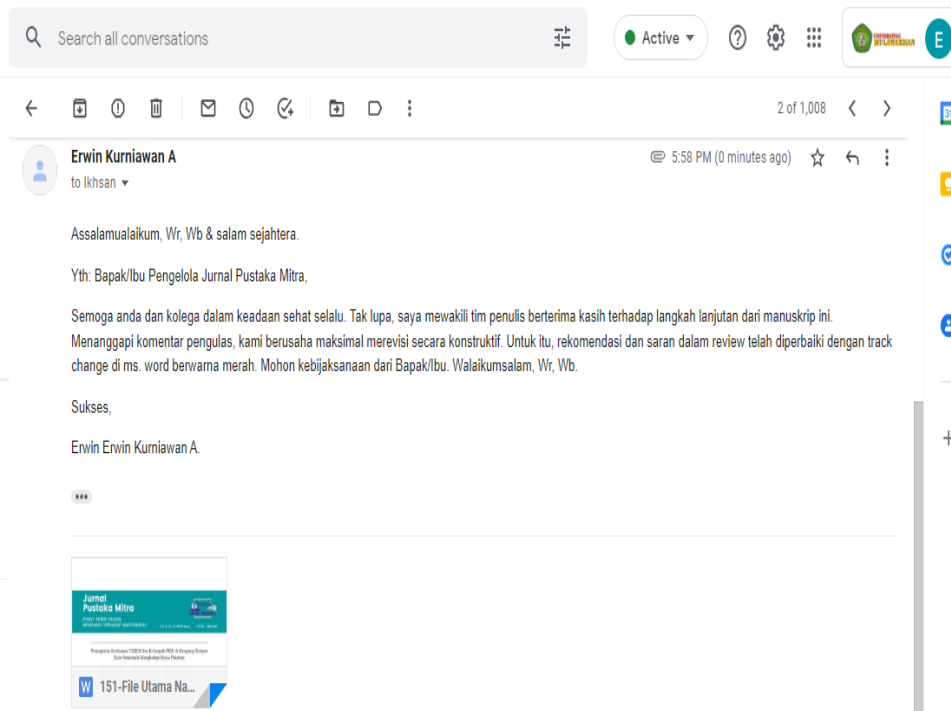 Search all conversations
Active
UNIVERSITAS
MULAWARMAN
E
2 of 1,008
Erwin Kurniawan A
5:58 PM (0 minutes ago)
to Ikhsan
Assalamualaikum, Wr, Wb & salam sejahtera.
Yth: Bapak/Ibu Pengelola Jurnal Pustaka Mitra,
Semoga anda dan kolega dalam keadaan sehat selalu. Tak lupa, saya mewakili tim penulis berterima kasih terhadap langkah lanjutan dari manuskrip ini.
Menanggapi komentar pengulas, kami berusaha maksimal merevisi secara konstruktif. Untuk itu, rekomendasi dan saran dalam review telah diperbaiki dengan track
change di ms. word berwarna merah. Mohon kebijaksanaan dari Bapak/Ibu. Walaikumsalam, Wr, Wb.
Sukses,
Erwin Erwin Kurniawan A.
Jurnal
Pustaka Mitra
W 151-File Utama Na...